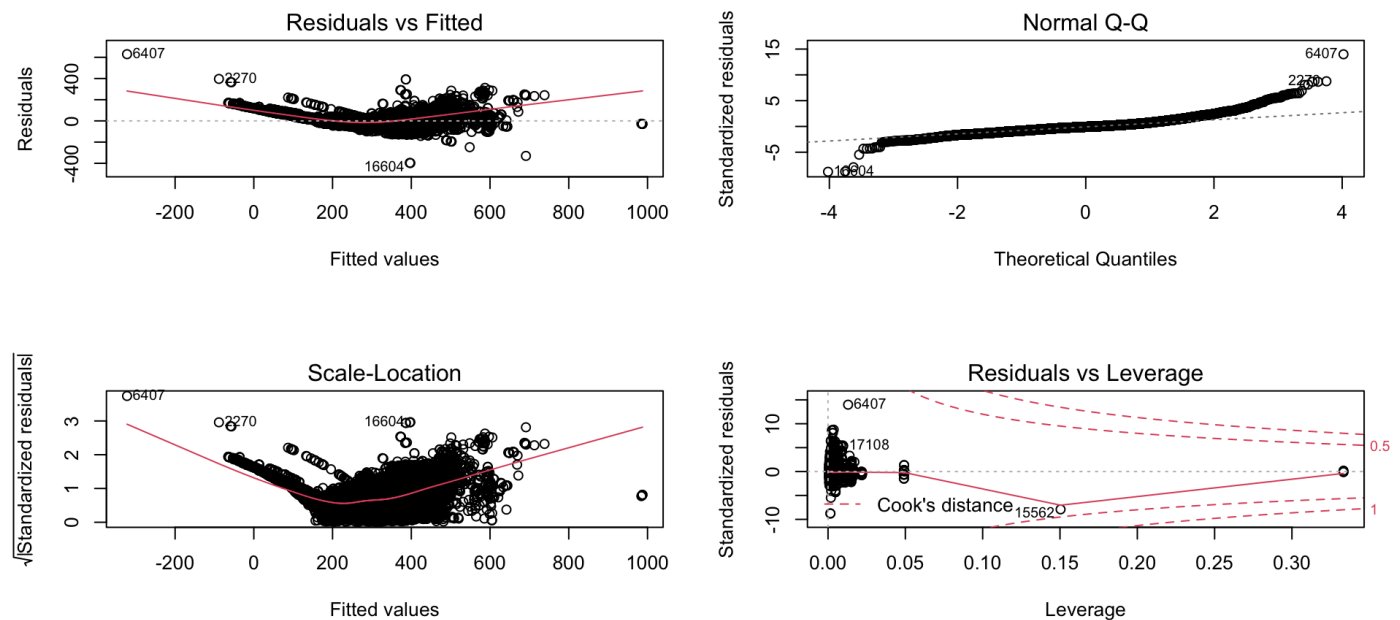 Residuals vs Fitted
Residuals
400
0
-400
6407
2270
16604
-200 0 200 400 600 800 1000
Fitted values
Normal Q-Q
Standardized residuals
15
5
-5
6407
2270
16604
-4 -2 0 2 4
Theoretical Quantiles
Scale-Location
√|Standardized residuals|
3
2
1
0
6407
2270
16604
-200 0 200 400 600 800 1000
Fitted values
Residuals vs Leverage
Standardized residuals
10
0
-10
6407
17108
15562
Cook's distance
0.5
1
0.00 0.05 0.10 0.15 0.20 0.25 0.30
Leverage